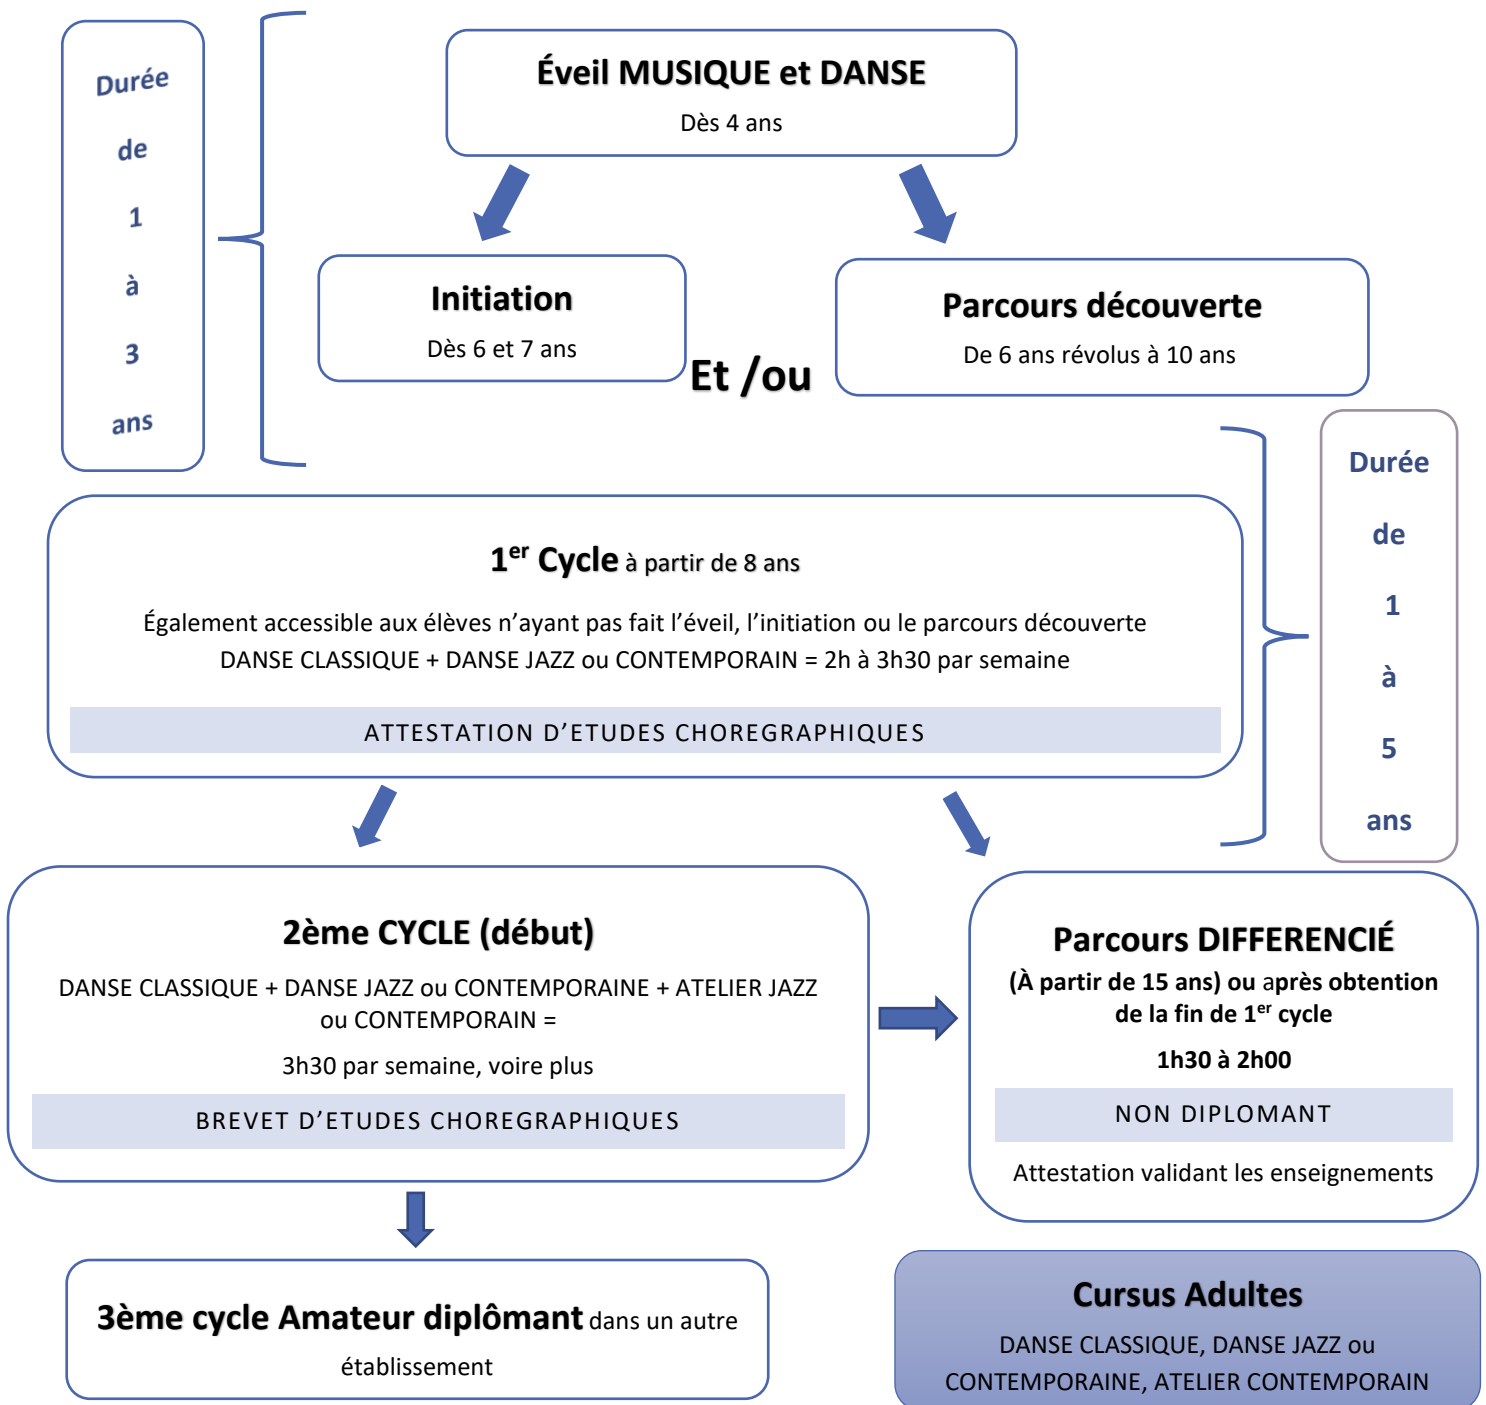 Durée
de
1
à
3
ans
Éveil MUSIQUE et DANSE
Dès 4 ans
Initiation
Dès 6 et 7 ans
Et /ou
Parcours découverte
De 6 ans révolus à 10 ans
Durée
de
1
à
5
ans
1er Cycle à partir de 8 ans
Également accessible aux élèves n’ayant pas fait l’éveil, l’initiation ou le parcours découverte
DANSE CLASSIQUE + DANSE JAZZ ou CONTEMPORAIN = 2h à 3h30 par semaine
ATTESTATION D’ETUDES CHOREGRAPHIQUES
2ème CYCLE (début)
DANSE CLASSIQUE + DANSE JAZZ ou CONTEMPORAINE + ATELIER JAZZ
ou CONTEMPORAIN =
3h30 par semaine, voire plus
BREVET D’ETUDES CHOREGRAPHIQUES
Parcours DIFFERENCIÉ
(À partir de 15 ans) ou après obtention
de la fin de 1er cycle
1h30 à 2h00
NON DIPLOMANT
Attestation validant les enseignements
3ème cycle Amateur diplômant dans un autre
établissement
Cursus Adultes
DANSE CLASSIQUE, DANSE JAZZ ou
CONTEMPORAINE, ATELIER CONTEMPORAIN